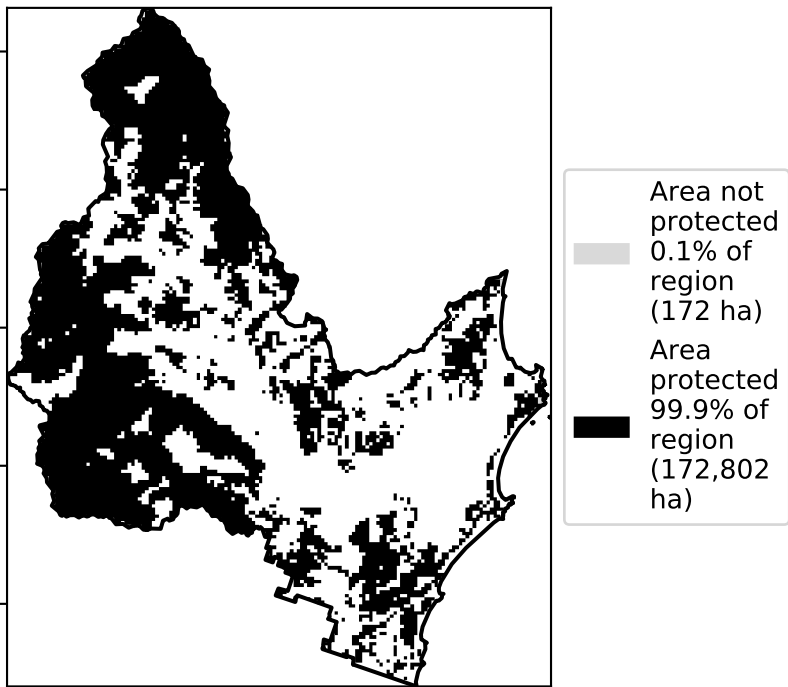 Area not
protected
0.1% of
region
(172 ha)
Area
protected
99.9% of
region
(172,802
ha)